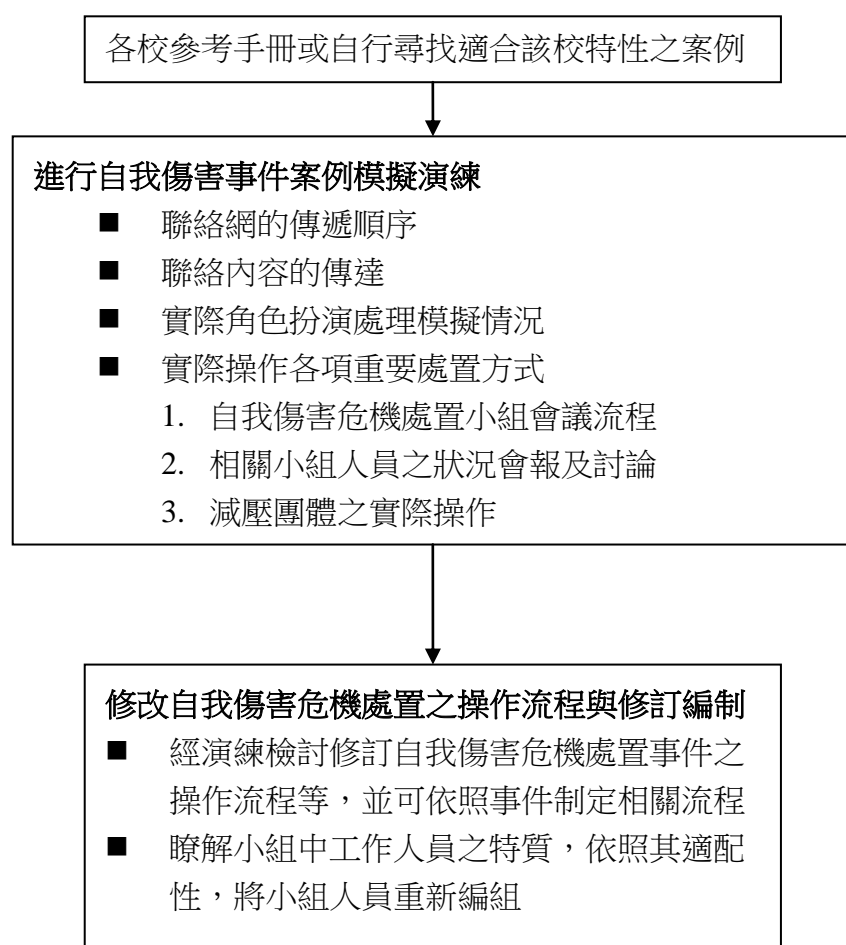 各校參考手冊或自行尋找適合該校特性之案例
進行自我傷害事件案例模擬演練
■ 聯絡網的傳遞順序
■ 聯絡內容的傳達
■ 實際角色扮演處理模擬情況
■ 實際操作各項重要處置方式
1. 自我傷害危機處置小組會議流程
2. 相關小組人員之狀況會報及討論
3. 減壓團體之實際操作
修改自我傷害危機處置之操作流程與修訂編制
■ 經演練檢討修訂自我傷害危機處置事件之
操作流程等，並可依照事件制定相關流程
■ 瞭解小組中工作人員之特質，依照其適配
性，將小組人員重新編組